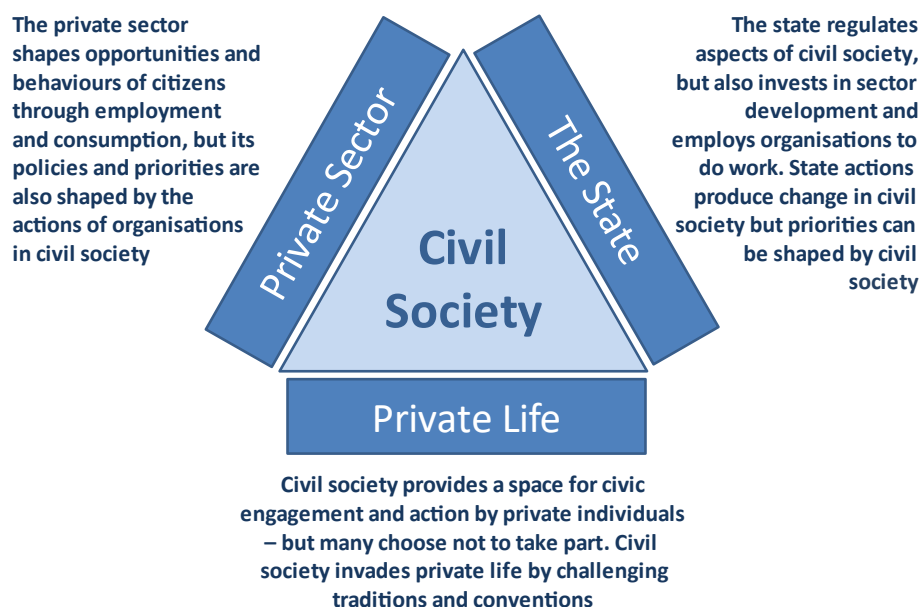 The private sector
shapes opportunities and
behaviours of citizens
through employment
and consumption, but its
policies and priorities are
also shaped by the
actions of organisations
in civil society
Private Sector
Civil
Society
The State
The state regulates
aspects of civil society,
but also invests in sector
development and
employs organisations to
do work. State actions
produce change in civil
society but priorities can
be shaped by civil
society
Private Life
Civil society provides a space for civic
engagement and action by private individuals
– but many choose not to take part. Civil
society invades private life by challenging
traditions and conventions